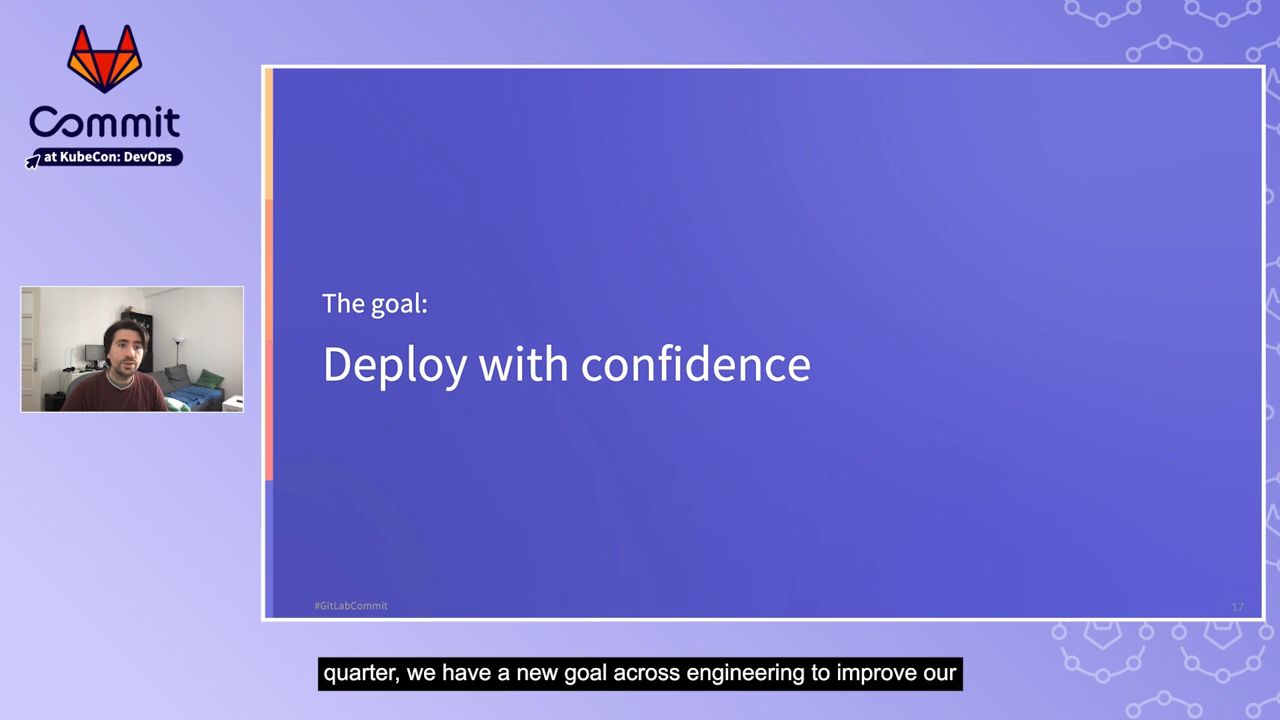 Commit
at KubeCon: DevOps
The goal:
Deploy with confidence
#GitLabCommit
17
quarter, we have a new goal across engineering to improve our